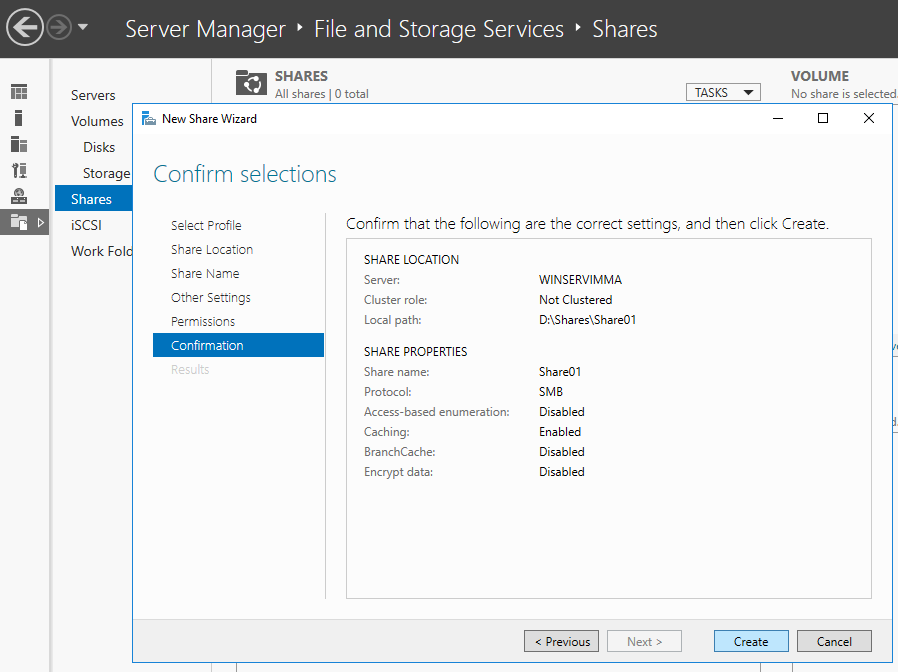 Server Manager ‣ File and Storage Services ‣ Shares
SHARES
All shares | 0 total
TASKS
VOLUME
No share is selected.
Servers
Volumes
Disks
Storage
Shares
iSCSI
Work Fold
New Share Wizard
Confirm selections
Select Profile
Share Location
Share Name
Other Settings
Permissions
Confirmation
Results
Confirm that the following are the correct settings, and then click Create.
SHARE LOCATION
Server: WINSERVIMMA
Cluster role: Not Clustered
Local path: D:\Shares\Share01
SHARE PROPERTIES
Share name: Share01
Protocol: SMB
Access-based enumeration: Disabled
Caching: Enabled
BranchCache: Disabled
Encrypt data: Disabled
< Previous
Next >
Create
Cancel